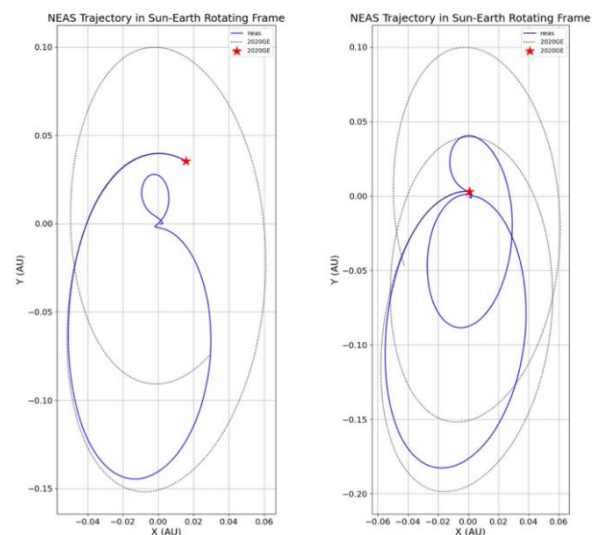 NEAS Trajectory in Sun-Earth Rotating Frame
neas
2020GE
2020GE
0.10
0.05
0.00
−0.05
−0.10
−0.15
Y (AU)
−0.04
−0.02
0.00
0.02
0.04
0.06
X (AU)
NEAS Trajectory in Sun-Earth Rotating Frame
neas
2020GE
2020GE
0.10
0.05
0.00
−0.05
−0.10
−0.15
−0.20
Y (AU)
−0.06
−0.04
−0.02
0.00
0.02
0.04
0.06
X (AU)